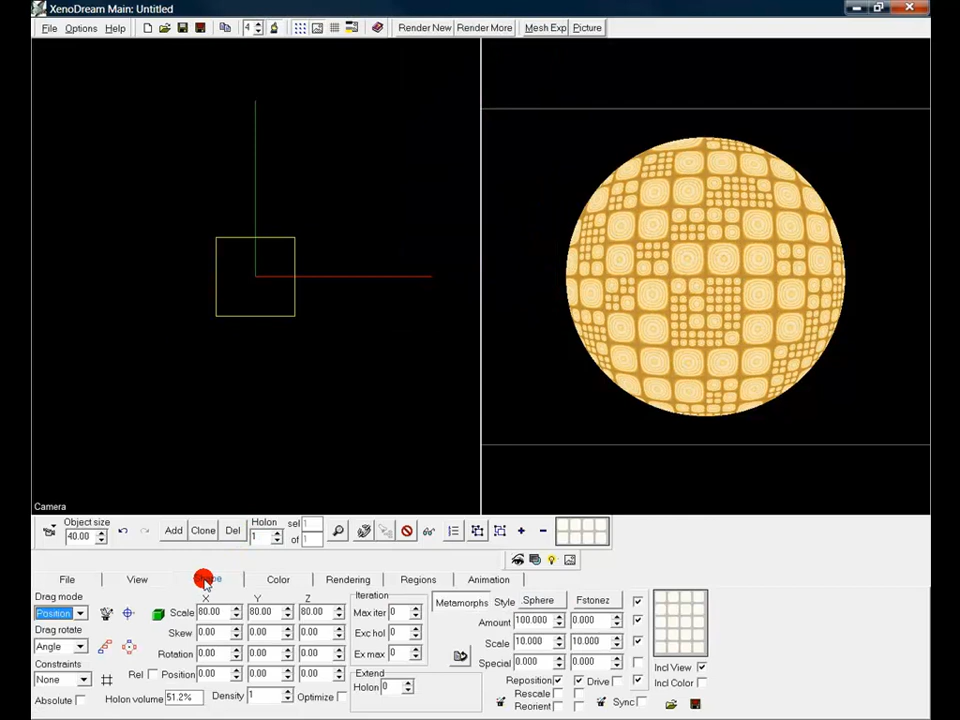 XenoDream Main: Untitled
File Options Help 4 Render New Render More Mesh Exp Picture
Camera
Object size
40.00 Add Clone Del Holon 1 sel 1 of 1
File View Shape Color Rendering Regions Animation
Drag mode
Position
Drag rotate
Angle
Constraints
None
Absolute
X Y Z
Scale 80.00 80.00 80.00
Skew 0.00 0.00 0.00
Rotation 0.00 0.00 0.00
Rel Position 0.00 0.00 0.00
Holon volume 51.2% Density 1 Optimize
Iteration
Max iter 0
Exc hol 0
Ex max 0
Extend
Holon 0
Metamorphs Style Sphere Fstonez
Amount 100.000 0.000
Scale 10.000 10.000
Special 0.000 0.000
Reposition Drive
Rescale
Reorient Sync
Incl View
Incl Color